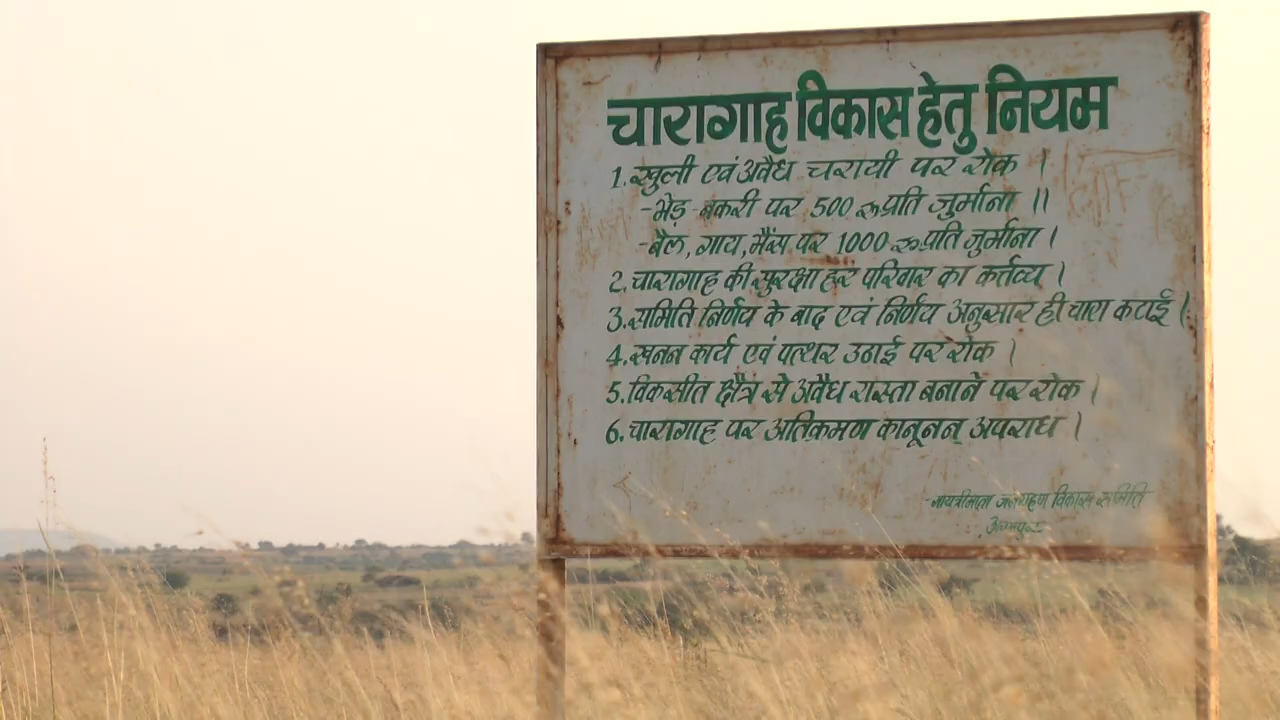 चारागाह विकास हेतु नियम
1. खुली एवं अवैध चरायी पर रोक ।
-भेड़-बकरी पर 500 रू प्रति जुर्माना ।।
-बैल, गाय, भैंस पर 1000 रू प्रति जुर्माना ।
2. चारागाह की सुरक्षा हर परिवार का कर्त्तव्य ।
3. समिति निर्णय के बाद एवं निर्णय अनुसार ही चारा कटाई ।
4. खनन कार्य एवं पत्थर उठाई पर रोक ।
5. विकसीत क्षैत्र से अवैध रास्ता बनाने पर रोक ।
6. चारागाह पर अतिक्रमण कानूनन् अपराध ।
जलग्रहण विकास समिति